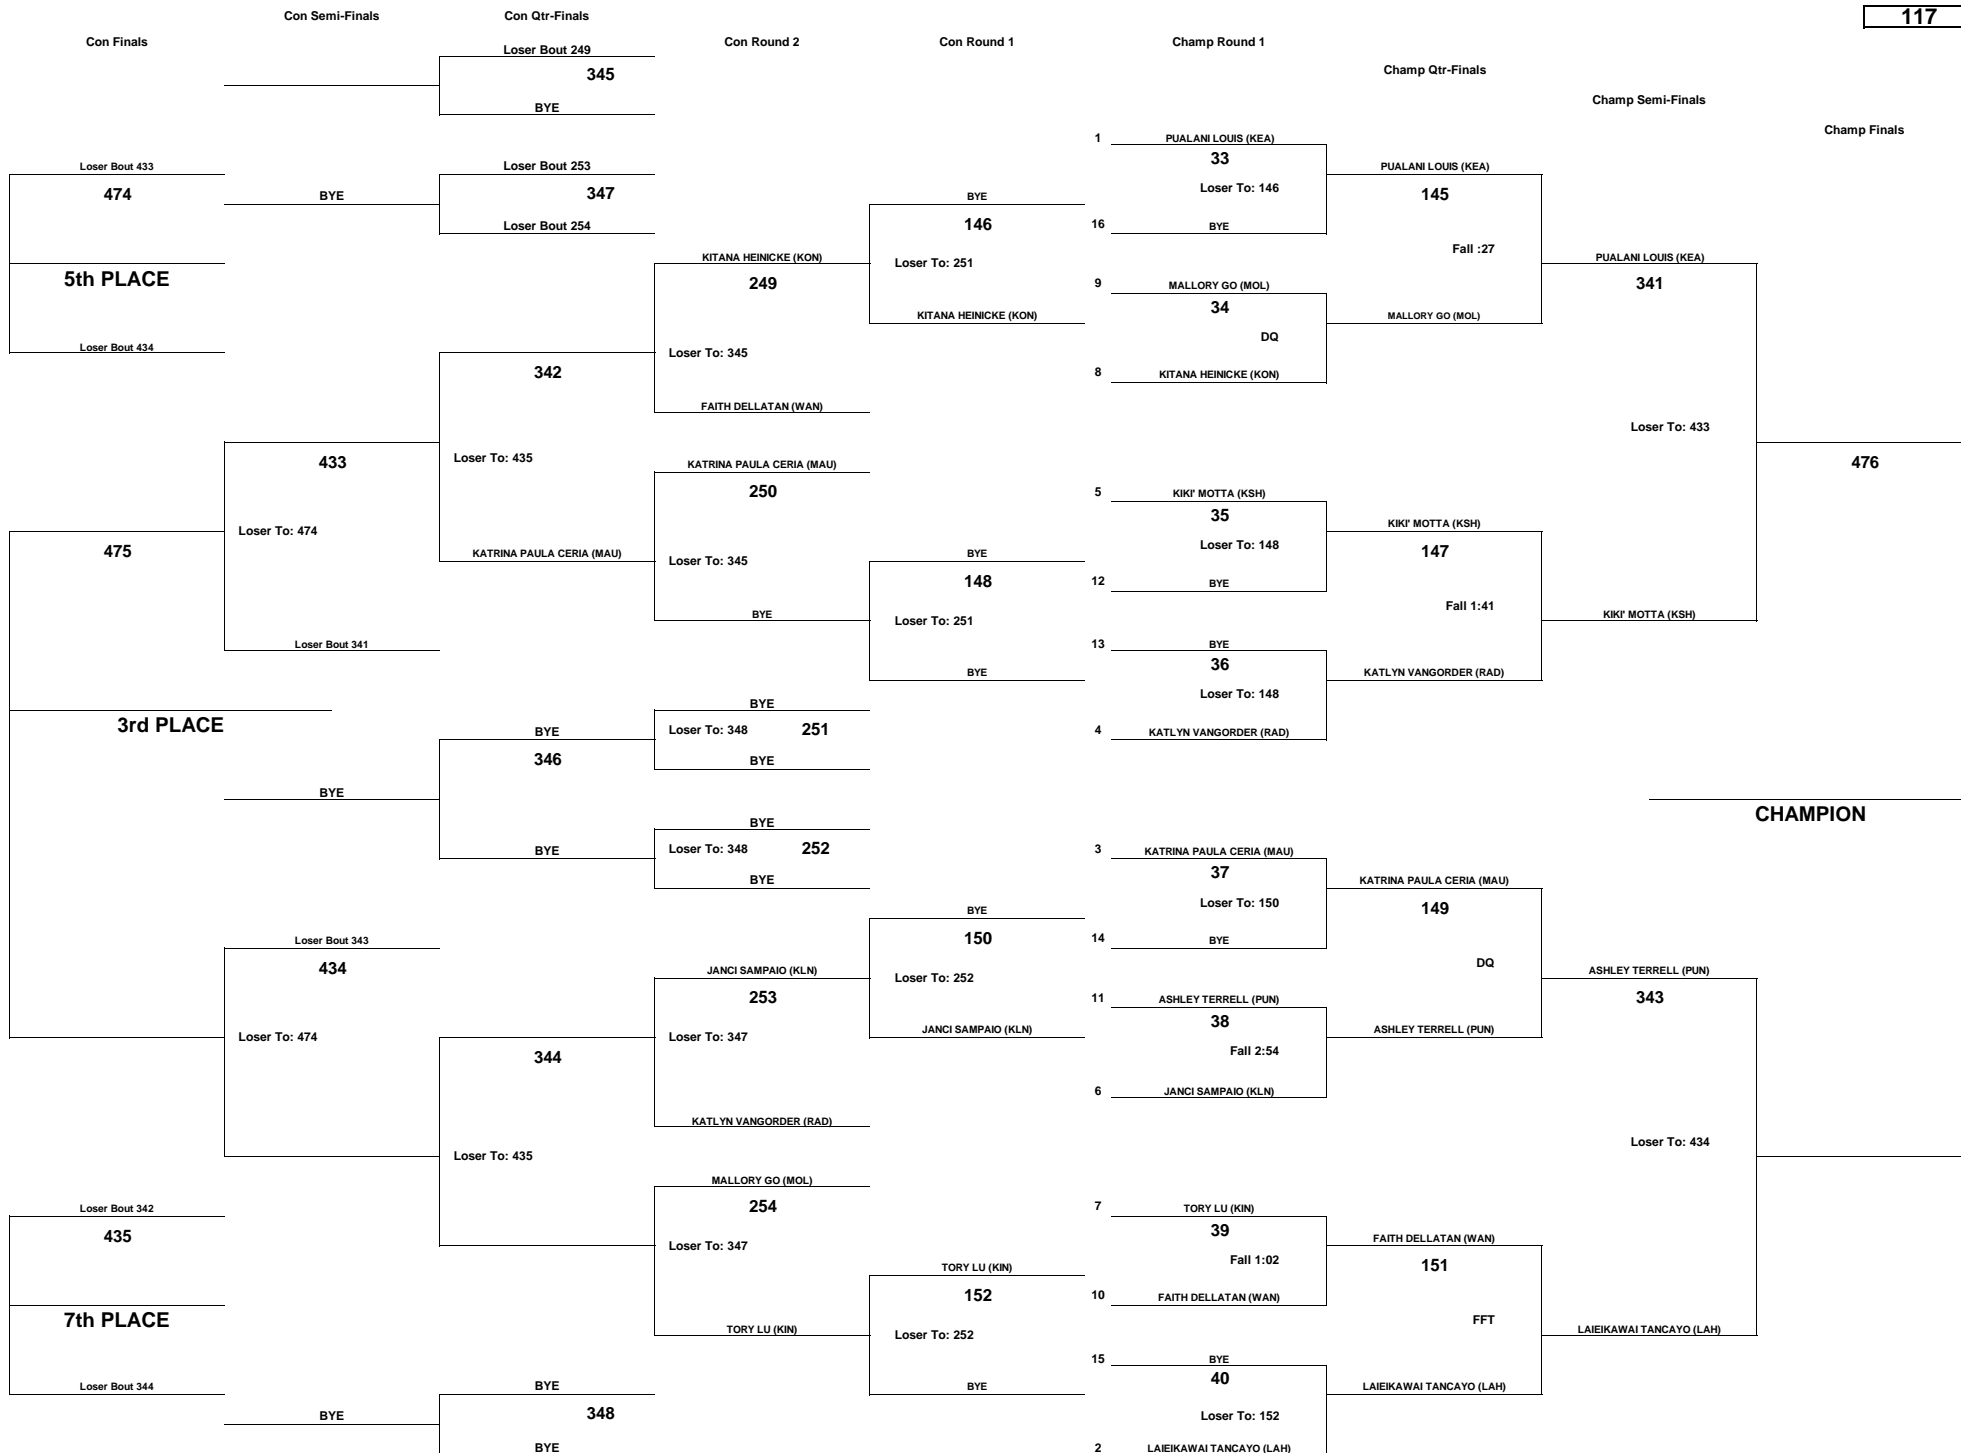 117
Con Semi-Finals
Con Qtr-Finals
Con Finals
Con Round 2
Con Round 1
Champ Round 1
Champ Qtr-Finals
Champ Semi-Finals
Champ Finals
Loser Bout 249
345
BYE
Loser Bout 433
474
5th PLACE
Loser Bout 434
BYE
Loser Bout 253
347
Loser Bout 254
KITANA HEINICKE (KON)
249
Loser To: 345
FAITH DELLATAN (WAN)
BYE
146
Loser To: 251
KITANA HEINICKE (KON)
1 PUALANI LOUIS (KEA)
33
Loser To: 146
16 BYE
9 MALLORY GO (MOL)
34
DQ
8 KITANA HEINICKE (KON)
PUALANI LOUIS (KEA)
145
Fall :27
MALLORY GO (MOL)
PUALANI LOUIS (KEA)
341
Loser To: 433
KIKI' MOTTA (KSH)
476
342
Loser To: 435
KATRINA PAULA CERIA (MAU)
433
Loser To: 474
Loser Bout 341
475
3rd PLACE
KATRINA PAULA CERIA (MAU)
250
Loser To: 345
BYE
BYE
148
Loser To: 251
BYE
5 KIKI' MOTTA (KSH)
35
Loser To: 148
12 BYE
13 BYE
36
Loser To: 148
4 KATLYN VANGORDER (RAD)
KIKI' MOTTA (KSH)
147
Fall 1:41
KATLYN VANGORDER (RAD)
BYE
Loser To: 348 251
BYE
BYE
346
BYE
BYE
BYE
Loser To: 348 252
BYE
CHAMPION
3 KATRINA PAULA CERIA (MAU)
37
Loser To: 150
14 BYE
11 ASHLEY TERRELL (PUN)
38
Fall 2:54
6 JANCI SAMPAIO (KLN)
KATRINA PAULA CERIA (MAU)
149
DQ
ASHLEY TERRELL (PUN)
ASHLEY TERRELL (PUN)
343
Loser To: 434
LAIEIKAWAI TANCAYO (LAH)
BYE
150
Loser To: 252
JANCI SAMPAIO (KLN)
JANCI SAMPAIO (KLN)
253
Loser To: 347
KATLYN VANGORDER (RAD)
Loser Bout 343
434
Loser To: 474
344
Loser To: 435
MALLORY GO (MOL)
254
Loser To: 347
TORY LU (KIN)
TORY LU (KIN)
152
Loser To: 252
BYE
7 TORY LU (KIN)
39
Fall 1:02
10 FAITH DELLATAN (WAN)
15 BYE
40
Loser To: 152
2 LAIEIKAWAI TANCAYO (LAH)
FAITH DELLATAN (WAN)
151
FFT
LAIEIKAWAI TANCAYO (LAH)
Loser Bout 342
435
7th PLACE
Loser Bout 344
BYE
BYE
348
BYE